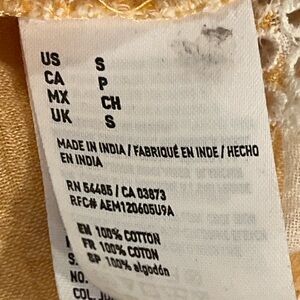 US S
CA P
MX CH
UK S
MADE IN INDIA / FABRIQUÉ EN INDE / HECHO
EN INDIA
RN 54485 / CA 03873
RFC# AEM120605U9A
EN 100% COTTON
FR 100% COTON
SP 100% algodón